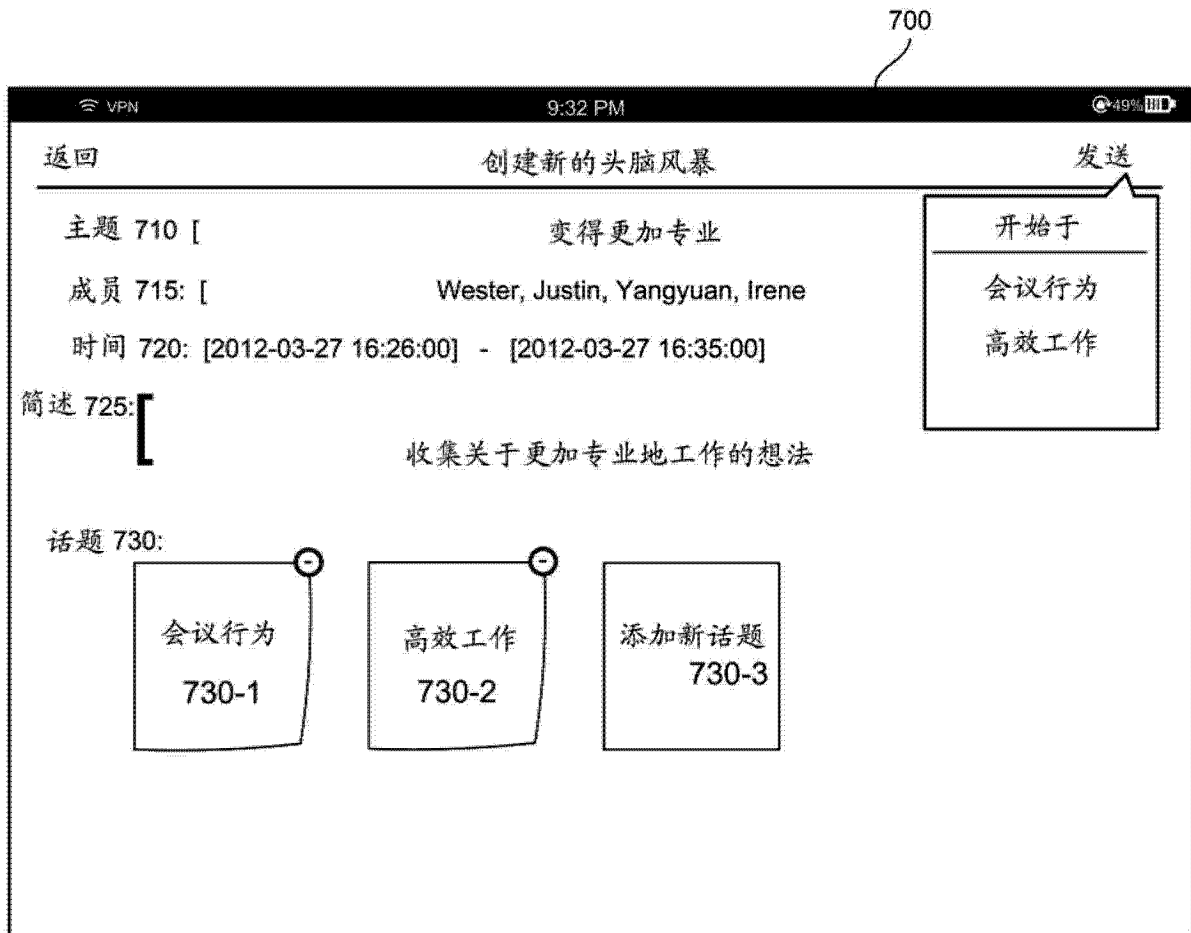 700
VPN 9:32 PM 49%
返回 创建新的头脑风暴 发送
主题 710 [ 变得更加专业
成员 715: [ Wester, Justin, Yangyuan, Irene
时间 720: [2012-03-27 16:26:00] - [2012-03-27 16:35:00]
开始于
会议行为
高效工作
简述 725: [
收集关于更加专业地工作的想法
话题 730:
会议行为
730-1
高效工作
730-2
添加新话题
730-3